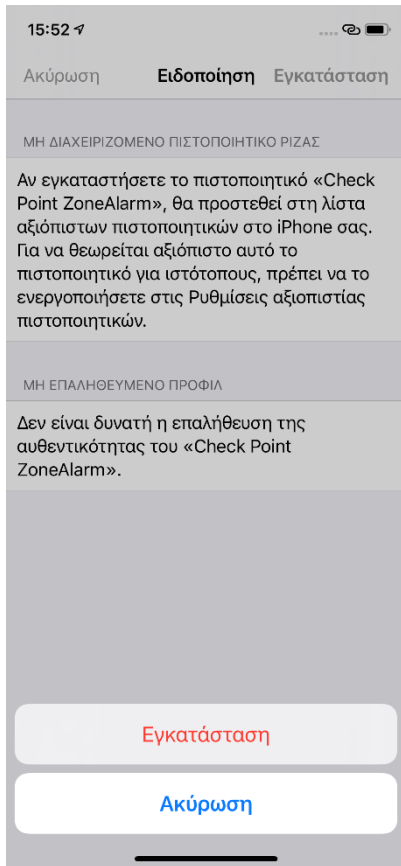 15:52
Ακύρωση Ειδοποίηση Εγκατάσταση
ΜΗ ΔΙΑΧΕΙΡΙΖΟΜΕΝΟ ΠΙΣΤΟΠΟΙΗΤΙΚΟ ΡΙΖΑΣ
Αν εγκαταστήσετε το πιστοποιητικό «Check
Point ZoneAlarm», θα προστεθεί στη λίστα
αξιόπιστων πιστοποιητικών στο iPhone σας.
Για να θεωρείται αξιόπιστο αυτό το
πιστοποιητικό για ιστότοπους, πρέπει να το
ενεργοποιήσετε στις Ρυθμίσεις αξιοπιστίας
πιστοποιητικών.
ΜΗ ΕΠΑΛΗΘΕΥΜΕΝΟ ΠΡΟΦΙΛ
Δεν είναι δυνατή η επαλήθευση της
αυθεντικότητας του «Check Point
ZoneAlarm».
Εγκατάσταση
Ακύρωση